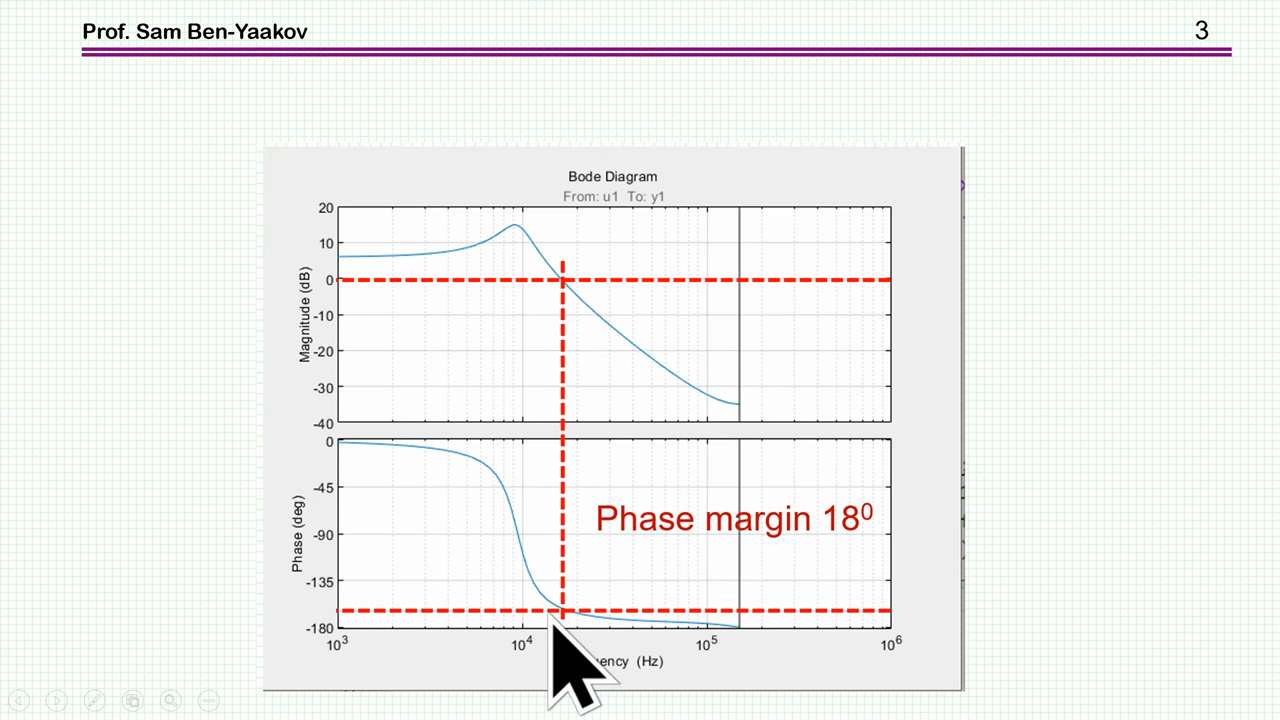 Prof. Sam Ben-Yaakov
3
Bode Diagram
From: u1 To: y1
Magnitude (dB)
20
10
0
-10
-20
-30
-40
Phase (deg)
0
-45
-90
-135
-180
Phase margin 18⁰
10³
10⁴
10⁵
10⁶
(Hz)